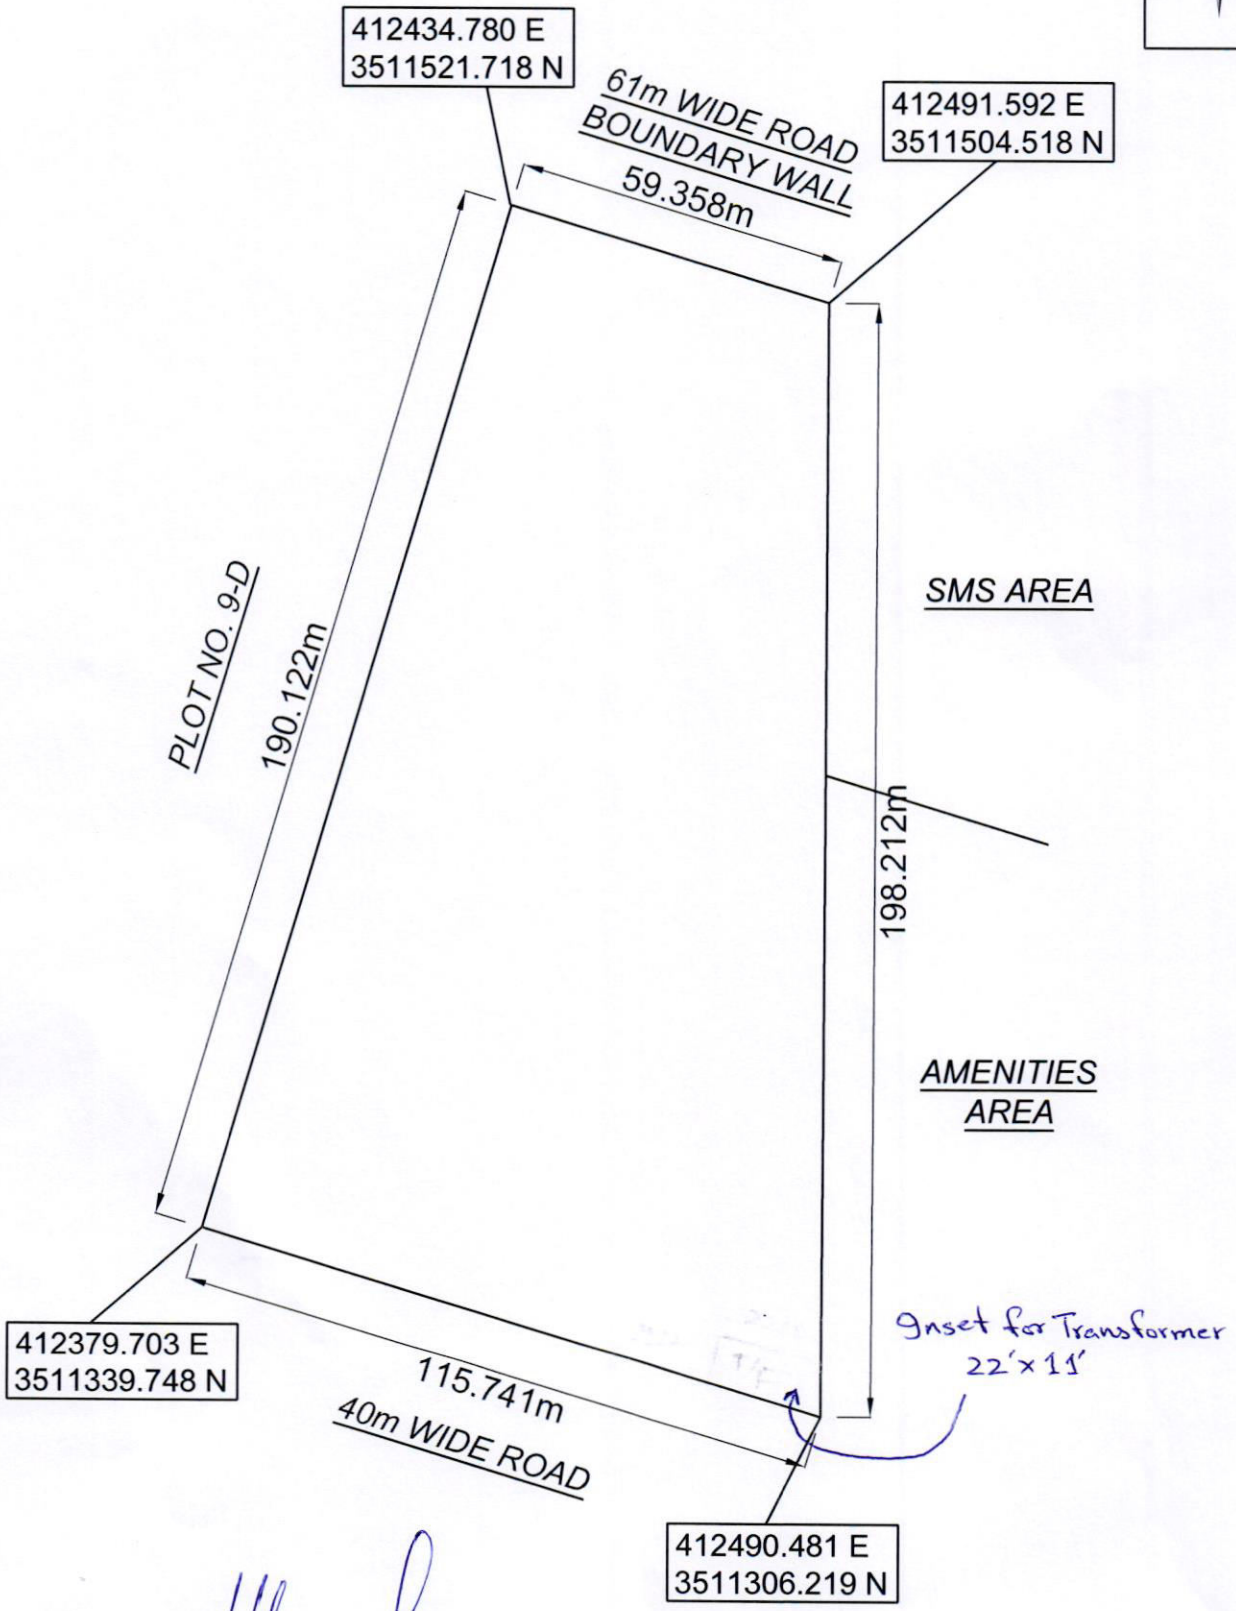 412434.780 E
3511521.718 N
61m WIDE ROAD
BOUNDARY WALL
59.358m
412491.592 E
3511504.518 N
PLOT NO. 9-D
190.122m
SMS AREA
198.212m
AMENITIES
AREA
Inset for Transformer
22'x11'
412379.703 E
3511339.748 N
115.741m
40m WIDE ROAD
412490.481 E
3511306.219 N